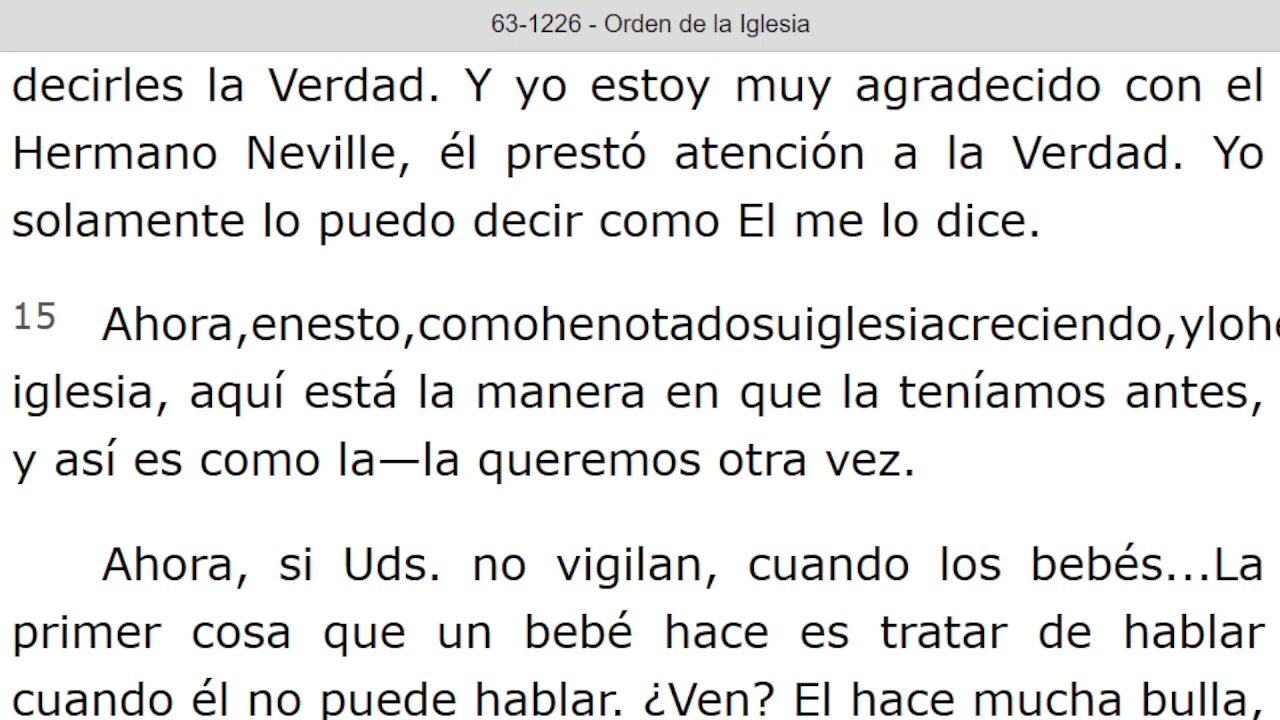 63-1226 - Orden de la Iglesia
decirles la Verdad. Y yo estoy muy agradecido con el
Hermano Neville, él prestó atención a la Verdad. Yo
solamente lo puedo decir como El me lo dice.
15 Ahora,enesto,comohenotadosuiglesiacreciendo,ylohe
iglesia, aquí está la manera en que la teníamos antes,
y así es como la—la queremos otra vez.
Ahora, si Uds. no vigilan, cuando los bebés...La
primer cosa que un bebé hace es tratar de hablar
cuando él no puede hablar. ¿Ven? El hace mucha bulla,